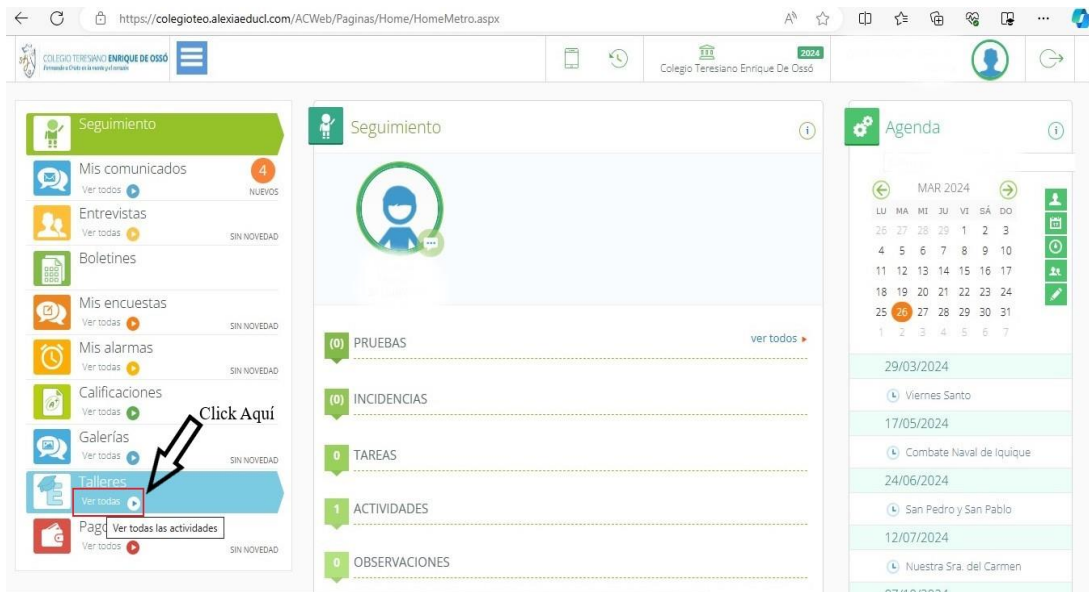 https://colegioteo.alexiaeducl.com/ACWeb/Paginas/Home/HomeMetro.aspx
COLEGIO TERESIANO ENRIQUE DE OSSÓ
2024
Colegio Teresiano Enrique De Ossó
Seguimiento
Mis comunicados
Ver todos
4
NUEVOS
Entrevistas
Ver todas
SIN NOVEDAD
Boletines
Mis encuestas
Ver todas
SIN NOVEDAD
Mis alarmas
Ver todas
SIN NOVEDAD
Calificaciones
Ver todas
Click Aquí
Galerías
Ver todas
SIN NOVEDAD
Talleres
Ver todas
Ver todas las actividades
Ver todos
SIN NOVEDAD
Seguimiento
(0) PRUEBAS
ver todos
(0) INCIDENCIAS
0 TAREAS
1 ACTIVIDADES
0 OBSERVACIONES
Agenda
MAR 2024
LU MA MI JU VI SÁ DO
26 27 28 29 1 2 3
4 5 6 7 8 9 10
11 12 13 14 15 16 17
18 19 20 21 22 23 24
25 26 27 28 29 30 31
1 2 3 4 5 6 7
29/03/2024
Viernes Santo
17/05/2024
Combate Naval de Iquique
24/06/2024
San Pedro y San Pablo
12/07/2024
Nuestra Sra. del Carmen